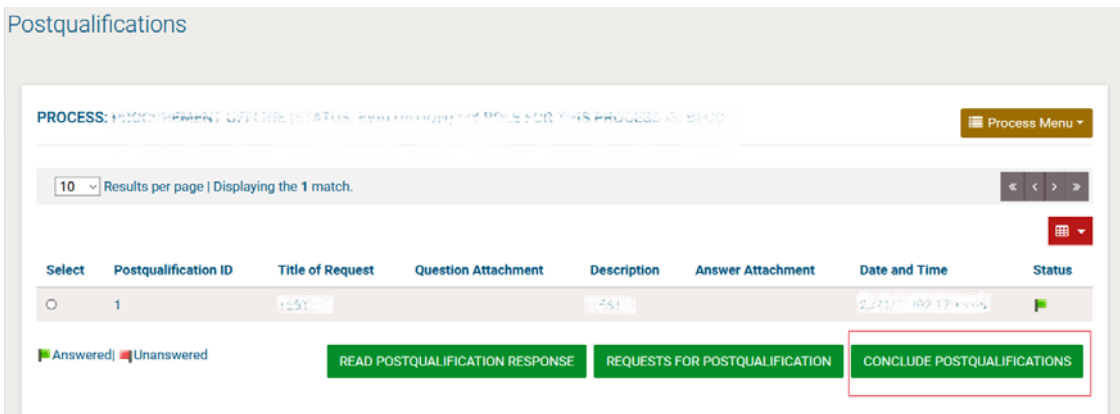 Postqualifications
PROCESS:
Process Menu
10 Results per page | Displaying the 1 match.
« < > »
Select Postqualification ID Title of Request Question Attachment Description Answer Attachment Date and Time Status
1
Answered| Unanswered
READ POSTQUALIFICATION RESPONSE REQUESTS FOR POSTQUALIFICATION CONCLUDE POSTQUALIFICATIONS